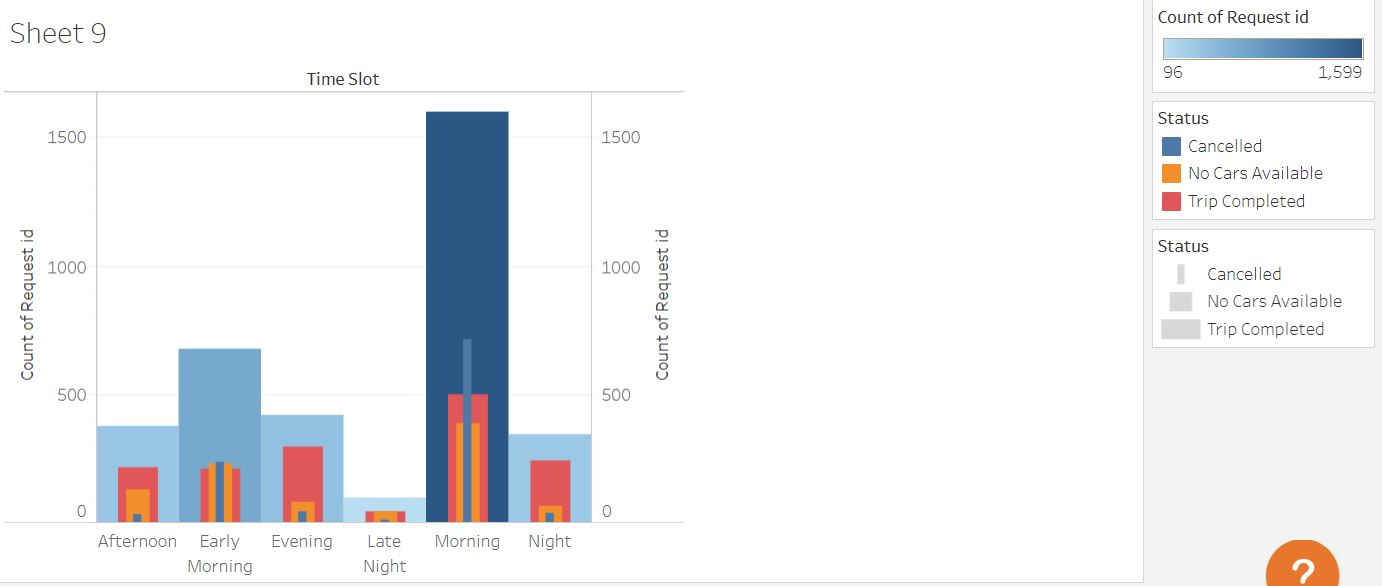 Sheet 9
Time Slot
Count of Request id
1500
1000
500
0
1500
1000
500
0
Count of Request id
Afternoon
Early
Morning
Evening
Late
Night
Morning
Night
Count of Request id
96 1,599
Status
Cancelled
No Cars Available
Trip Completed
Status
Cancelled
No Cars Available
Trip Completed
?